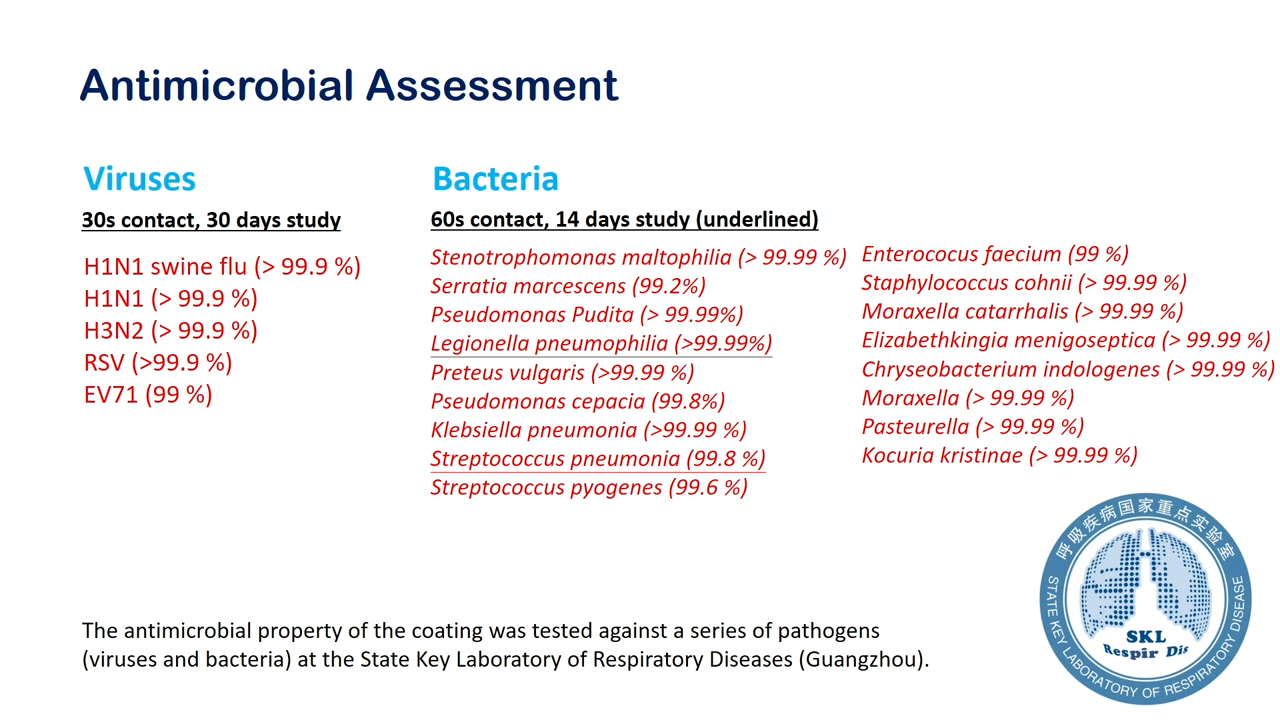 Antimicrobial Assessment
Viruses
30s contact, 30 days study
H1N1 swine flu (> 99.9 %)
H1N1 (> 99.9 %)
H3N2 (> 99.9 %)
RSV (>99.9 %)
EV71 (99 %)
Bacteria
60s contact, 14 days study (underlined)
Stenotrophomonas maltophilia (> 99.99 %)
Serratia marcescens (99.2%)
Pseudomonas Pudita (> 99.99%)
Legionella pneumophilia (>99.99%)
Preteus vulgaris (>99.99 %)
Pseudomonas cepacia (99.8%)
Klebsiella pneumonia (>99.99 %)
Streptococcus pneumonia (99.8 %)
Streptococcus pyogenes (99.6 %)
Enterococus faecium (99 %)
Staphylococcus cohnii (> 99.99 %)
Moraxella catarrhalis (> 99.99 %)
Elizabethkingia menigoseptica (> 99.99 %)
Chryseobacterium indologenes (> 99.99 %)
Moraxella (> 99.99 %)
Pasteurella (> 99.99 %)
Kocuria kristinae (> 99.99 %)
The antimicrobial property of the coating was tested against a series of pathogens
(viruses and bacteria) at the State Key Laboratory of Respiratory Diseases (Guangzhou).
呼吸疾病国家重点实验室
SKL
Respir Dis
STATE KEY LABORATORY OF RESPIRATORY DISEASE